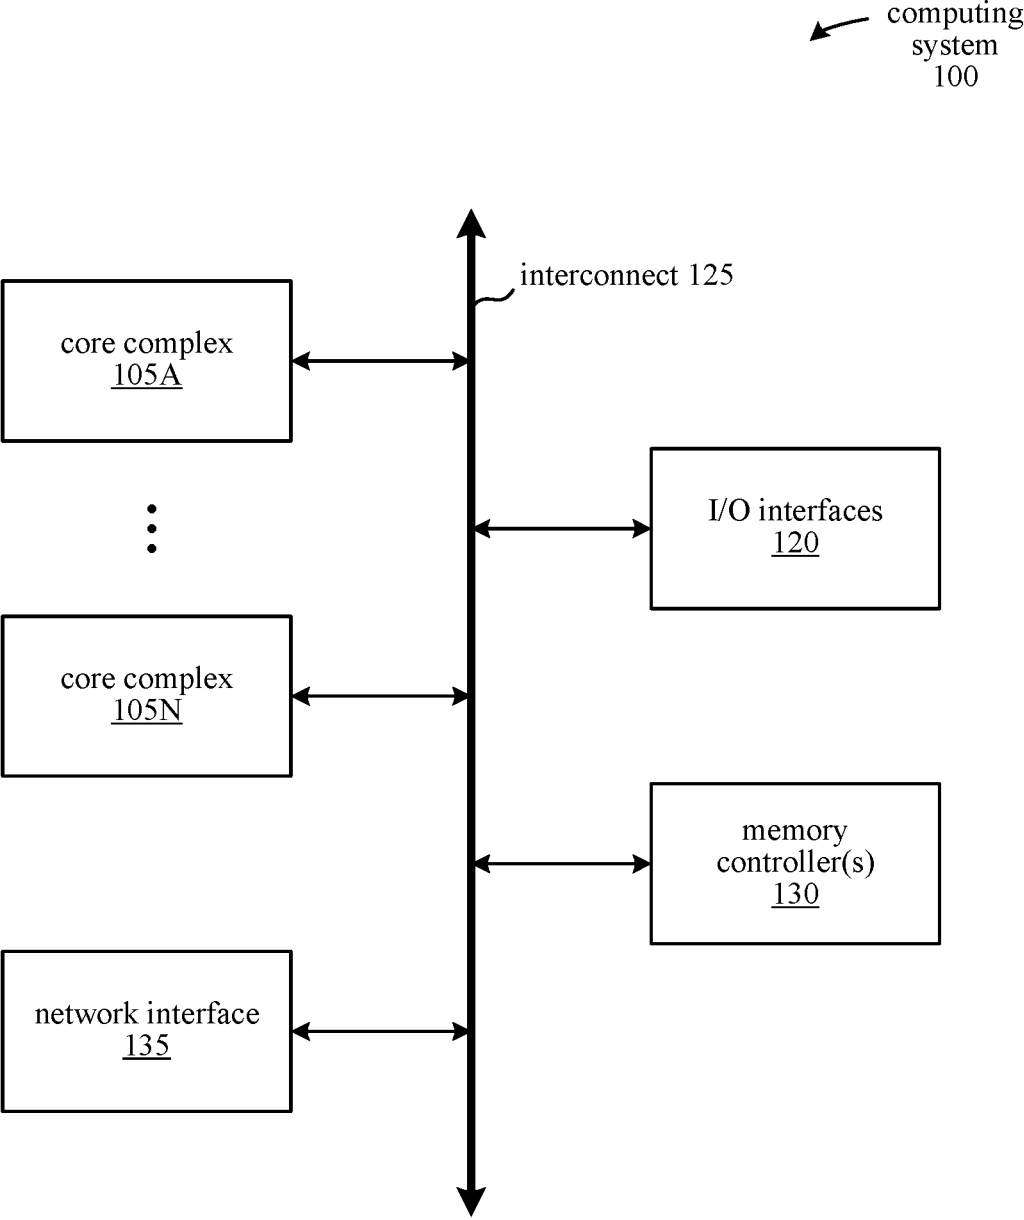 computing
system
100
interconnect 125
core complex
105A
I/O interfaces
120
core complex
105N
memory
controller(s)
130
network interface
135